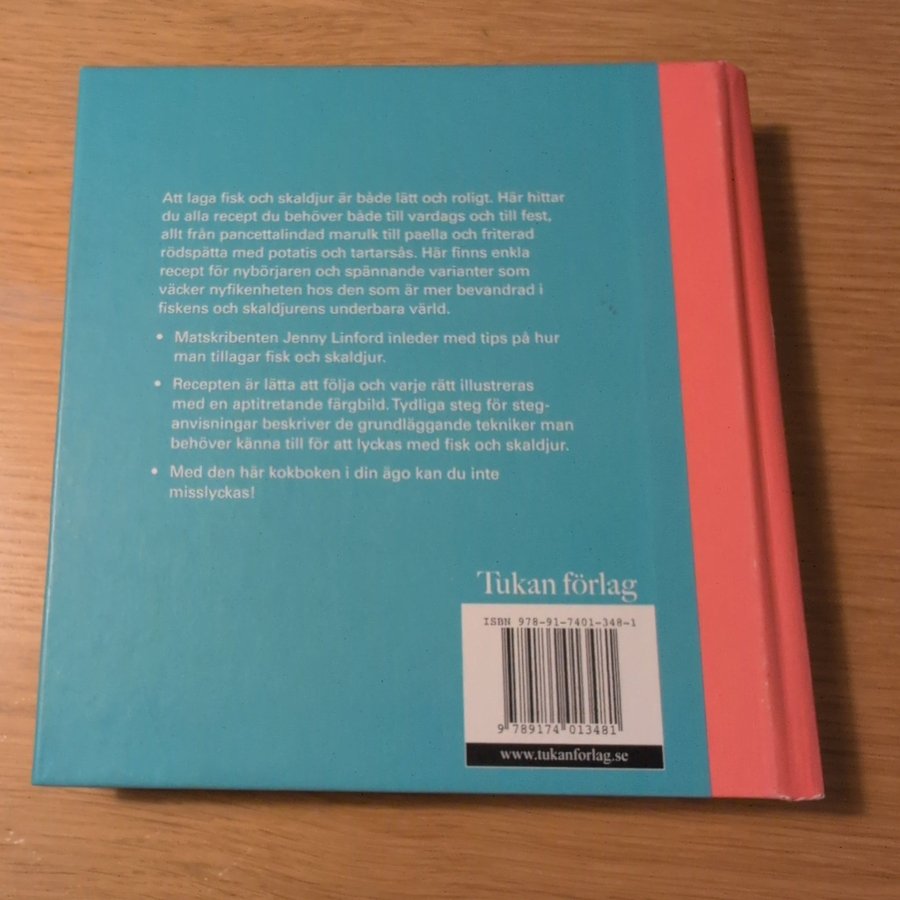 Att laga fisk och skaldjur är både lätt och roligt. Här hittar
du alla recept du behöver både till vardags och till fest,
allt från pancettalindad marulk till paella och friterad
rödspätta med potatis och tartarsås. Här finns enkla
recept för nybörjaren och spännande varianter som
väcker nyfikenheten hos den som är mer bevandrad i
fiskens och skaldjurens underbara värld.
• Matskribenten Jenny Linford inleder med tips på hur
man tillagar fisk och skaldjur.
• Recepten är lätta att följa och varje rätt illustreras
med en aptitretande färgbild. Tydliga steg för steg-
anvisningar beskriver de grundläggande tekniker man
behöver känna till för att lyckas med fisk och skaldjur.
• Med den här kokboken i din ägo kan du inte
misslyckas!
Tukan förlag
ISBN 978-91-7401-348-1
9 789174 013481
www.tukanforlag.se